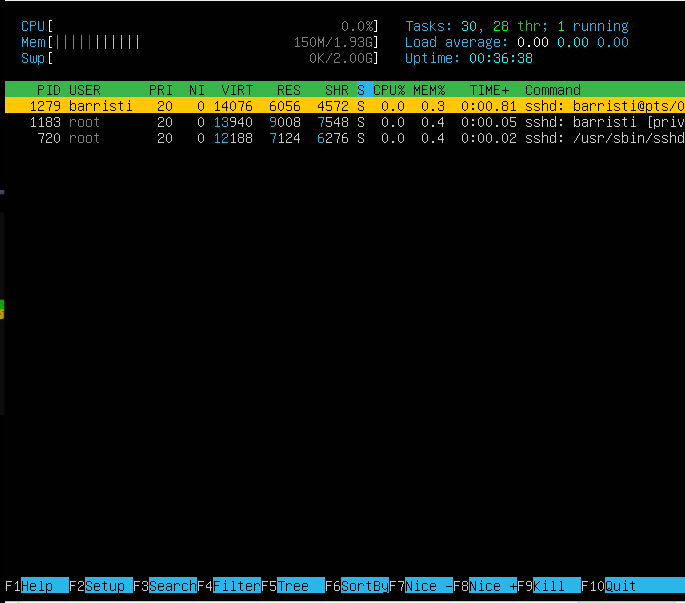 CPU[ 0.0%] Tasks: 30, 28 thr; 1 running
Mem[||||||||||| 150M/1.93G] Load average: 0.00 0.00 0.00
Swp[ 0K/2.00G] Uptime: 00:36:38
PID USER PRI NI VIRT RES SHR S CPU% MEM% TIME+ Command
1279 barristi 20 0 14076 6056 4572 S 0.0 0.3 0:00.81 sshd: barristi@pts/0
1183 root 20 0 13940 9008 7548 S 0.0 0.4 0:00.05 sshd: barristi [priv
720 root 20 0 12188 7124 6276 S 0.0 0.4 0:00.02 sshd: /usr/sbin/sshd
F1Help F2Setup F3SearchF4FilterF5Tree F6SortByF7Nice -F8Nice +F9Kill F10Quit